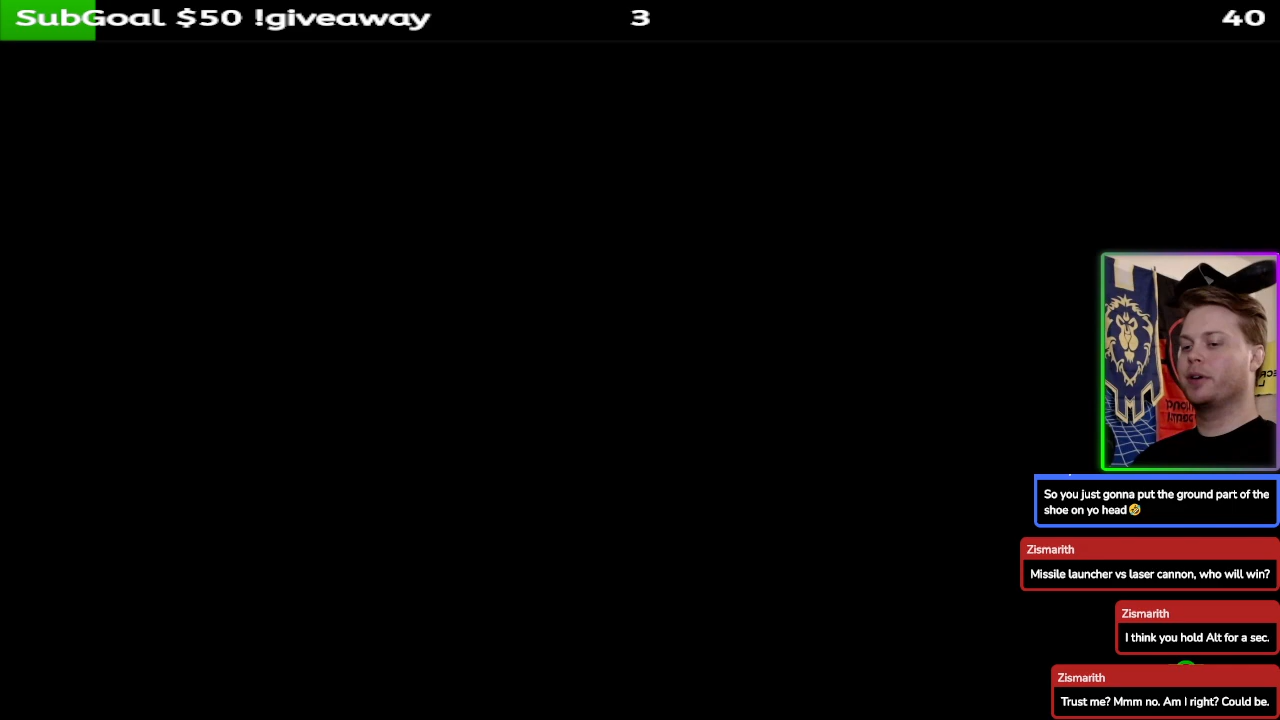 SubGoal $50 !giveaway 3 40
So you just gonna put the ground part of the
shoe on yo head🤣
Zismarith
Missile launcher vs laser cannon, who will win?
Zismarith
I think you hold Alt for a sec.
Zismarith
Trust me? Mmm no. Am I right? Could be.